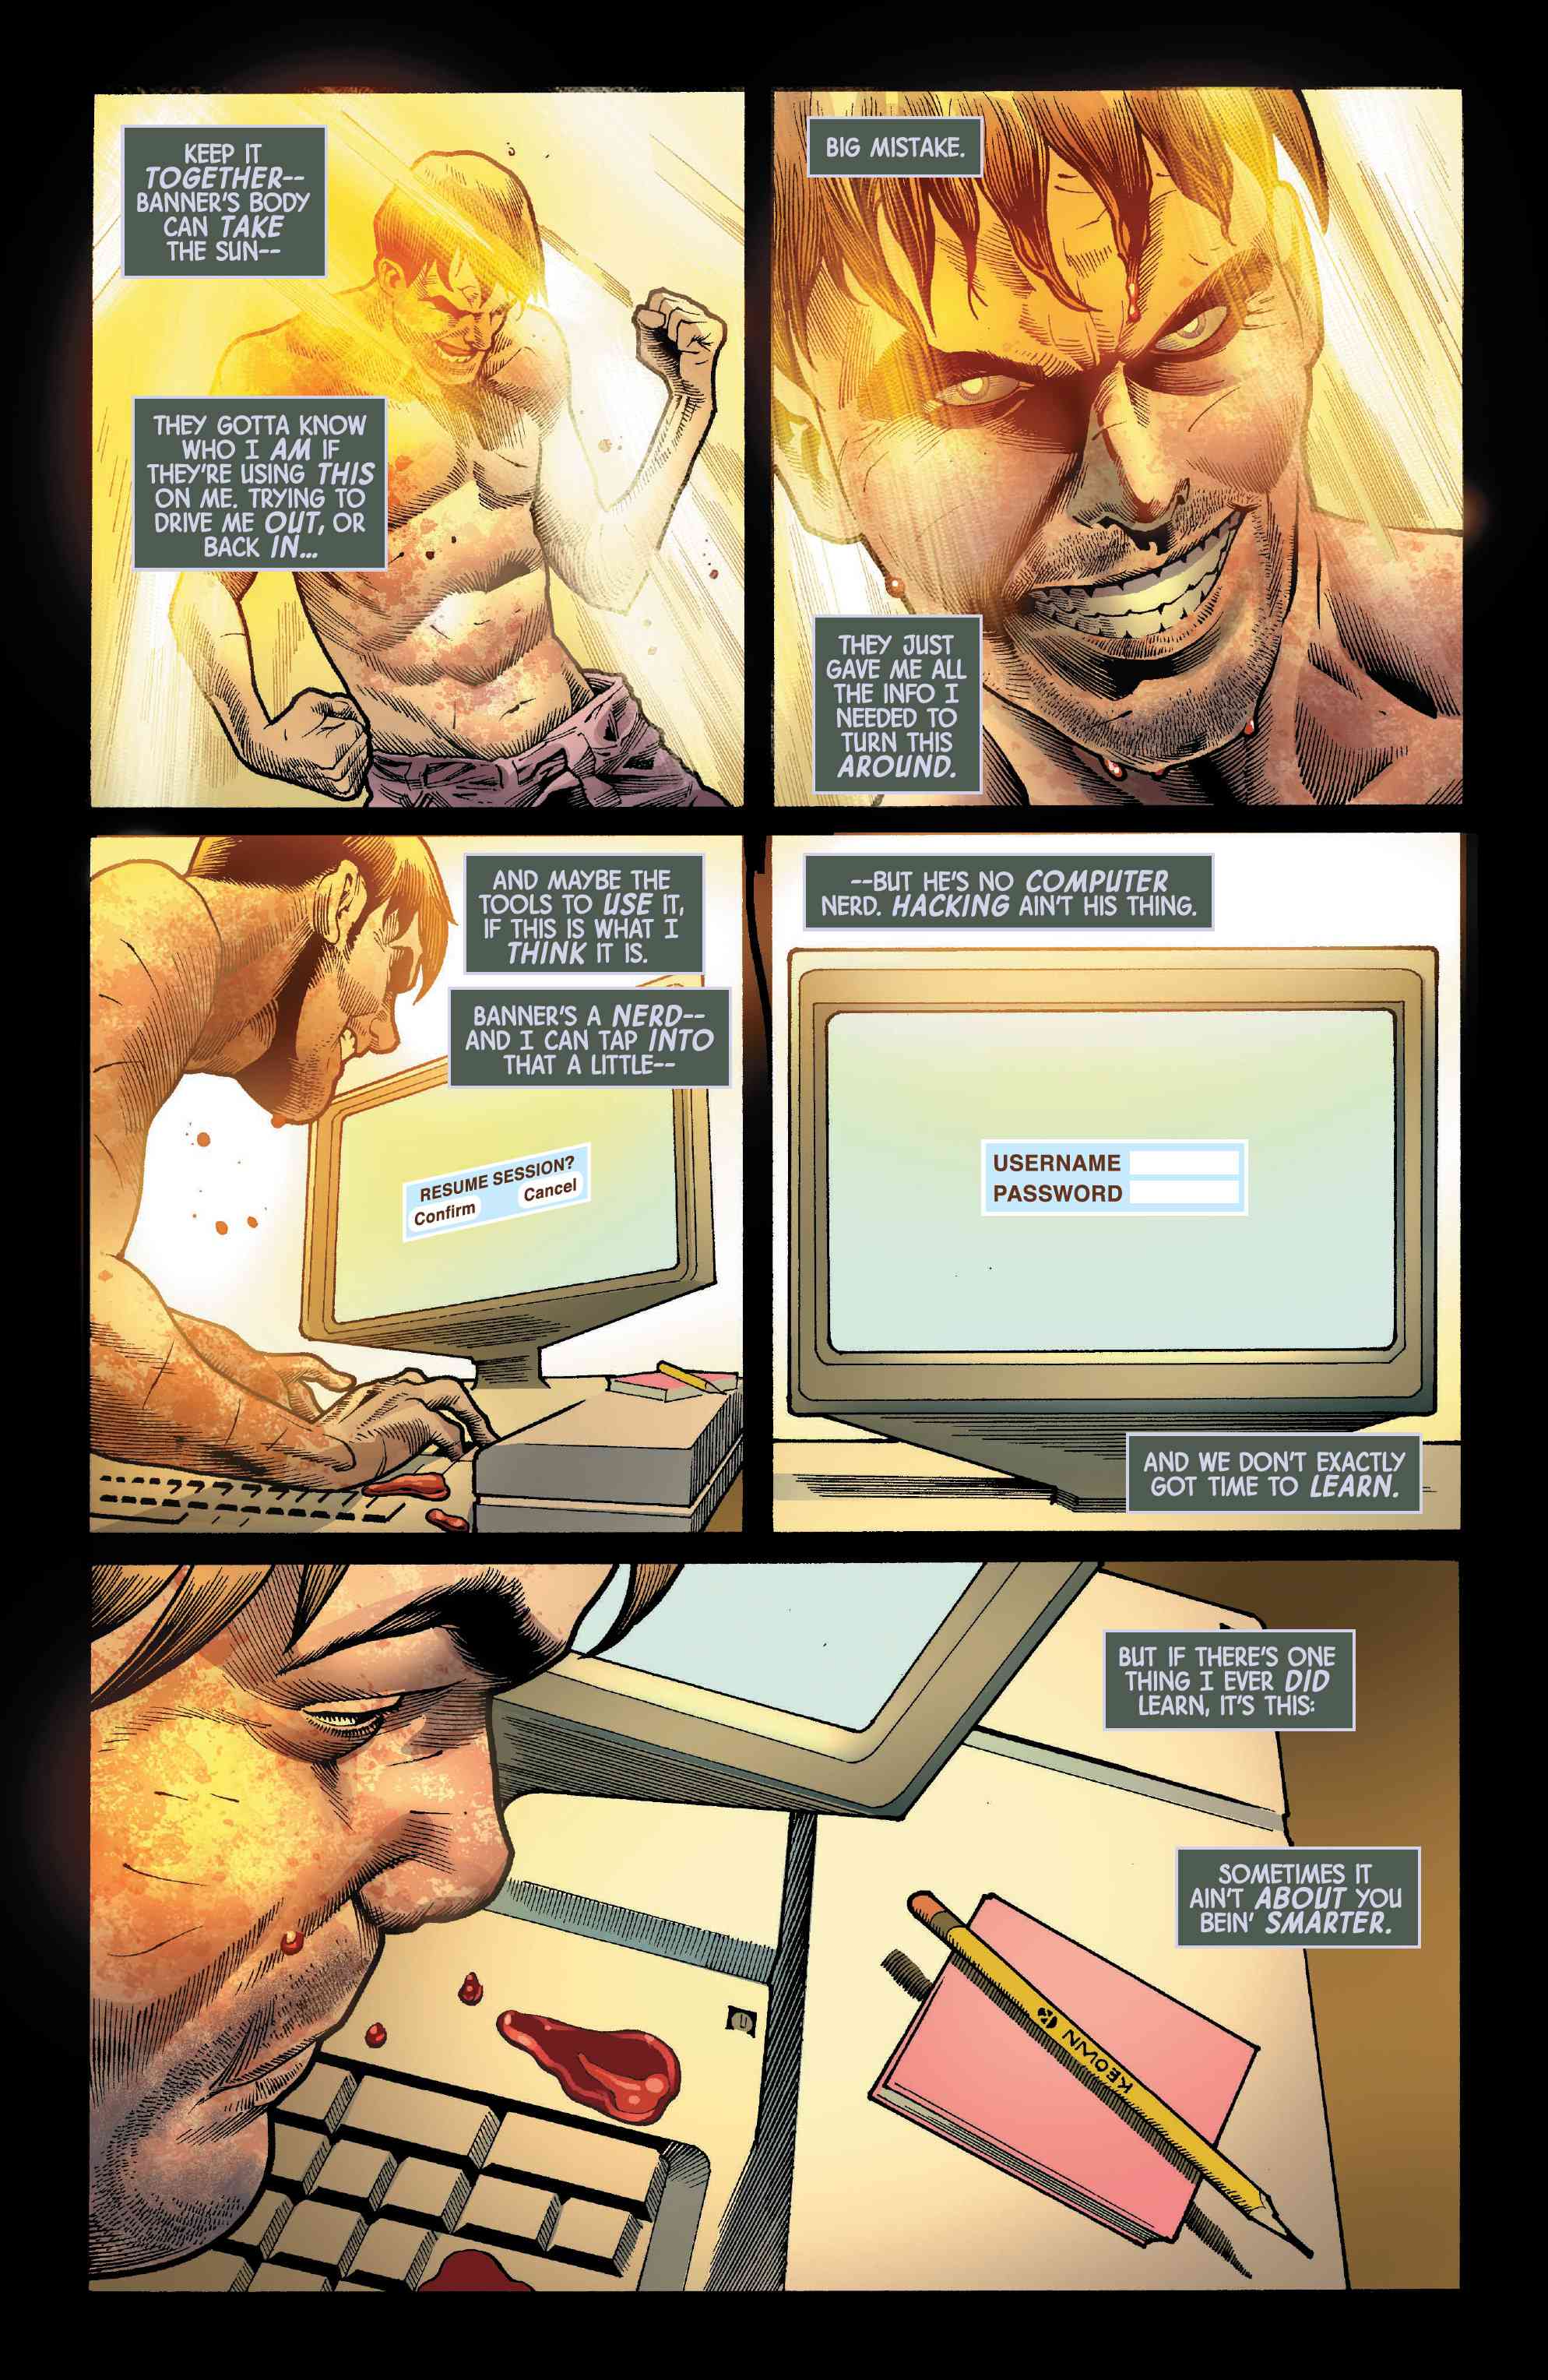 KEEP IT
TOGETHER--
BANNER'S BODY
CAN TAKE
THE SUN--
THEY GOTTA KNOW
WHO I AM IF
THEY'RE USING THIS
ON ME. TRYING TO
DRIVE ME OUT, OR
BACK IN...
BIG MISTAKE.
THEY JUST
GAVE ME ALL
THE INFO I
NEEDED TO
TURN THIS
AROUND.
AND MAYBE THE
TOOLS TO USE IT,
IF THIS IS WHAT I
THINK IT IS.
BANNER'S A NERD--
AND I CAN TAP INTO
THAT A LITTLE--
RESUME SESSION?
Confirm Cancel
--BUT HE'S NO COMPUTER
NERD. HACKING AIN'T HIS THING.
USERNAME
PASSWORD
AND WE DON'T EXACTLY
GOT TIME TO LEARN.
BUT IF THERE'S ONE
THING I EVER DID
LEARN, IT'S THIS:
SOMETIMES IT
AIN'T ABOUT YOU
BEIN' SMARTER.
KEOWN